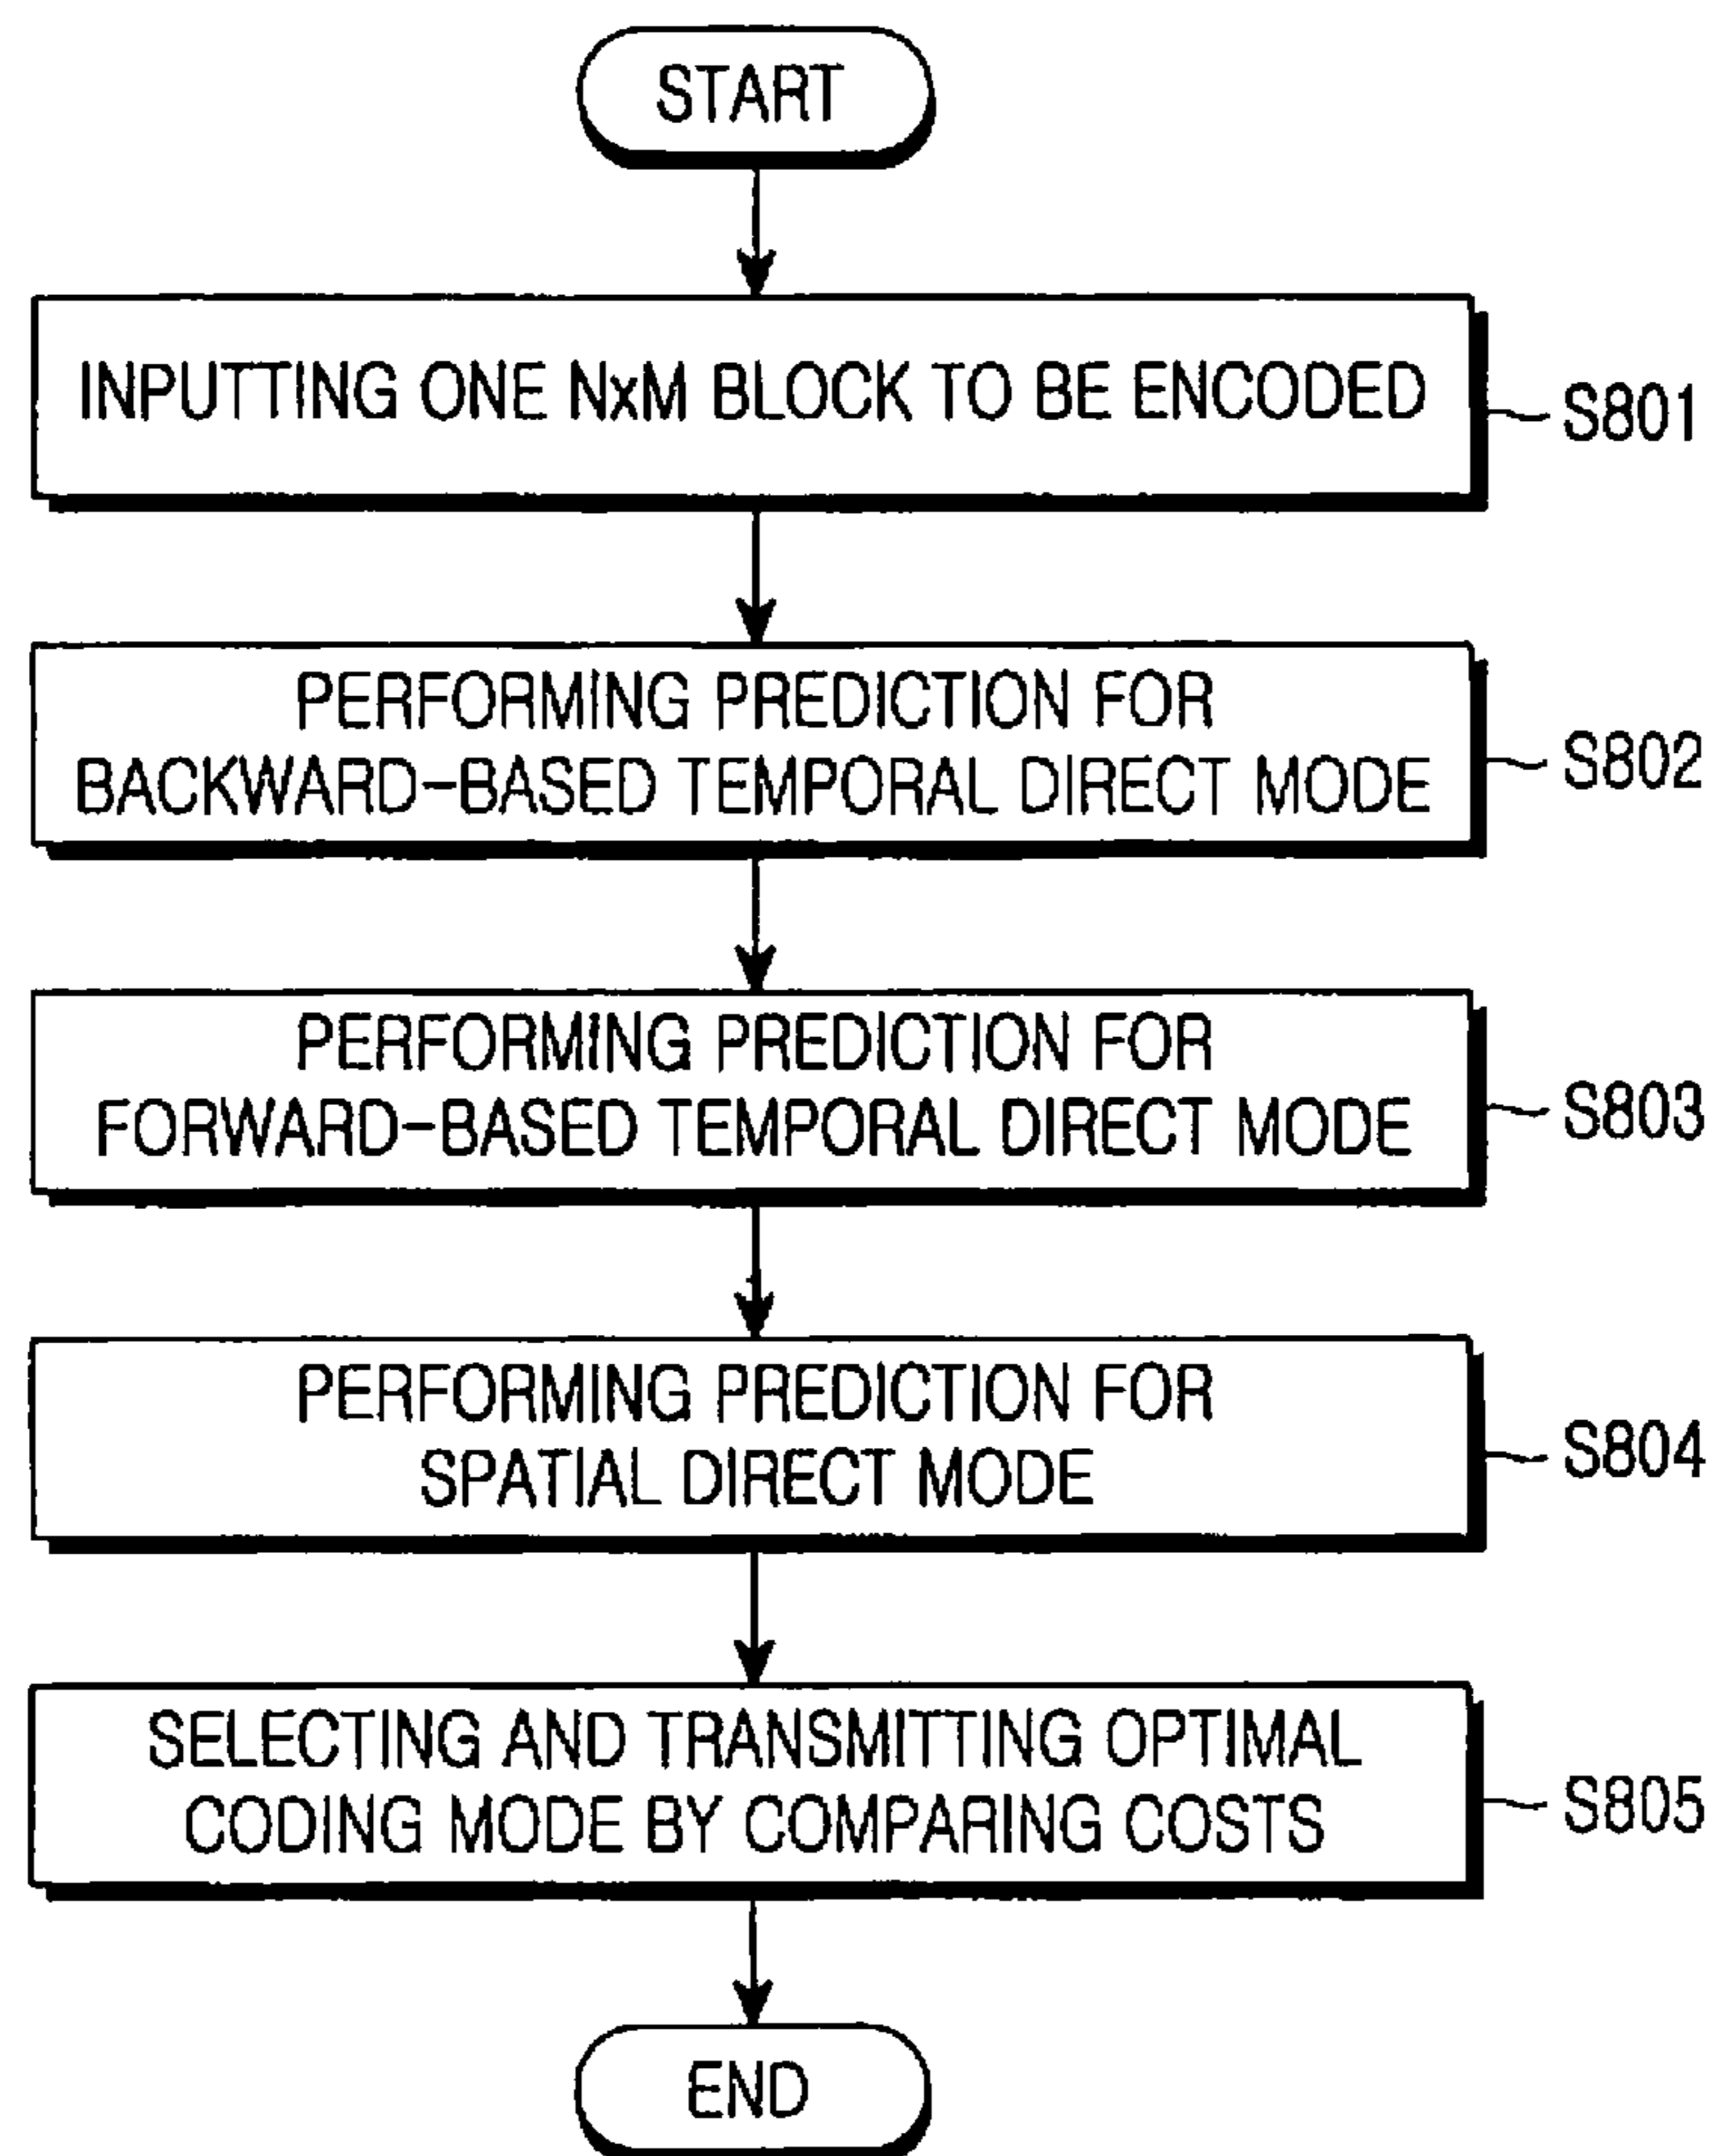 START
INPUTTING ONE NxM BLOCK TO BE ENCODED
S801
PERFORMING PREDICTION FOR
BACKWARD-BASED TEMPORAL DIRECT MODE
S802
PERFORMING PREDICTION FOR
FORWARD-BASED TEMPORAL DIRECT MODE
S803
PERFORMING PREDICTION FOR
SPATIAL DIRECT MODE
S804
SELECTING AND TRANSMITTING OPTIMAL
CODING MODE BY COMPARING COSTS
S805
END